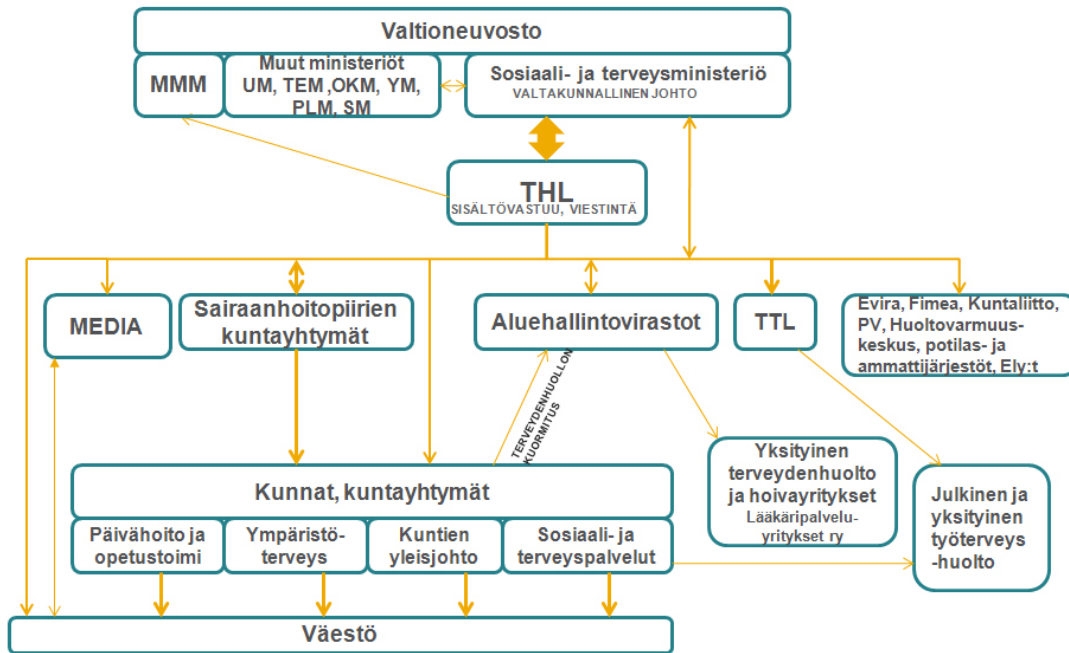 Valtioneuvosto
MMM
Muut ministeriöt
UM, TEM ,OKM, YM,
PLM, SM
Sosiaali- ja terveysministeriö
VALTAKUNNALLINEN JOHTO
THL
SISÄLTÖVASTUU, VIESTINTÄ
MEDIA
Sairaanhoitopiirien
kuntayhtymät
Aluehallintovirastot
TTL
Evira, Fimea, Kuntaliitto,
PV, Huoltovarmuus-
keskus, potilas- ja
ammattijärjestöt, Ely:t
TERVEYDENHUOLLON
KUORMITUS
Yksityinen
terveydenhuolto
ja hoivayritykset
Lääkäripalvelu-
yritykset ry
Julkinen ja
yksityinen
työterveys
-huolto
Kunnat, kuntayhtymät
Päivähoito ja
opetustoimi
Ympäristö-
terveys
Kuntien
yleisjohto
Sosiaali- ja
terveyspalvelut
Väestö